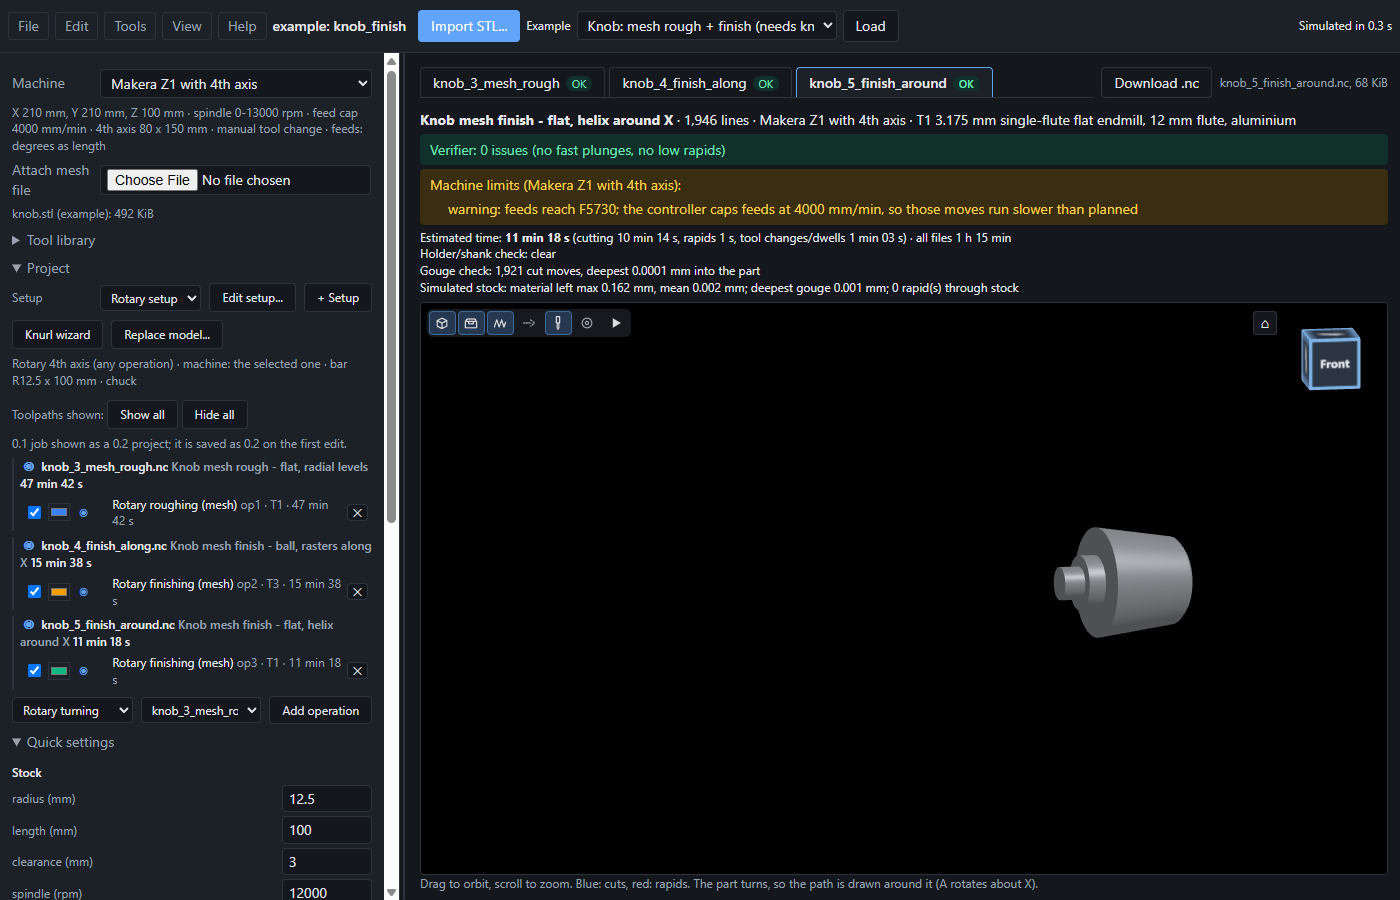 File Edit Tools View Help example: knob_finish Import STL... Example Knob: mesh rough + finish (needs kn Load Simulated in 0.3 s
Machine Makera Z1 with 4th axis
X 210 mm, Y 210 mm, Z 100 mm · spindle 0-13000 rpm · feed cap
4000 mm/min · 4th axis 80 x 150 mm · manual tool change · feeds:
degrees as length
Attach mesh file Choose File No file chosen
knob.stl (example): 492 KiB
Tool library
Project
Setup Rotary setup Edit setup... + Setup
Knurl wizard Replace model...
Rotary 4th axis (any operation) · machine: the selected one · bar
R12.5 x 100 mm · chuck
Toolpaths shown: Show all Hide all
0.1 job shown as a 0.2 project; it is saved as 0.2 on the first edit.
knob_3_mesh_rough.nc Knob mesh rough - flat, radial levels
47 min 42 s
Rotary roughing (mesh) op1 · T1 · 47 min
42 s
knob_4_finish_along.nc Knob mesh finish - ball, rasters along
X 15 min 38 s
Rotary finishing (mesh) op2 · T3 · 15 min 38
s
knob_5_finish_around.nc Knob mesh finish - flat, helix
around X 11 min 18 s
Rotary finishing (mesh) op3 · T1 · 11 min 18
s
Rotary turning knob_3_mesh_ro Add operation
Quick settings
Stock
radius (mm) 12.5
length (mm) 100
clearance (mm) 3
spindle (rpm) 12000
knob_3_mesh_rough OK knob_4_finish_along OK knob_5_finish_around OK Download .nc knob_5_finish_around.nc, 68 KiB
Knob mesh finish - flat, helix around X · 1,946 lines · Makera Z1 with 4th axis · T1 3.175 mm single-flute flat endmill, 12 mm flute, aluminium
Verifier: 0 issues (no fast plunges, no low rapids)
Machine limits (Makera Z1 with 4th axis):
warning: feeds reach F5730; the controller caps feeds at 4000 mm/min, so those moves run slower than planned
Estimated time: 11 min 18 s (cutting 10 min 14 s, rapids 1 s, tool changes/dwells 1 min 03 s) · all files 1 h 15 min
Holder/shank check: clear
Gouge check: 1,921 cut moves, deepest 0.0001 mm into the part
Simulated stock: material left max 0.162 mm, mean 0.002 mm; deepest gouge 0.001 mm; 0 rapid(s) through stock
Front
Drag to orbit, scroll to zoom. Blue: cuts, red: rapids. The part turns, so the path is drawn around it (A rotates about X).